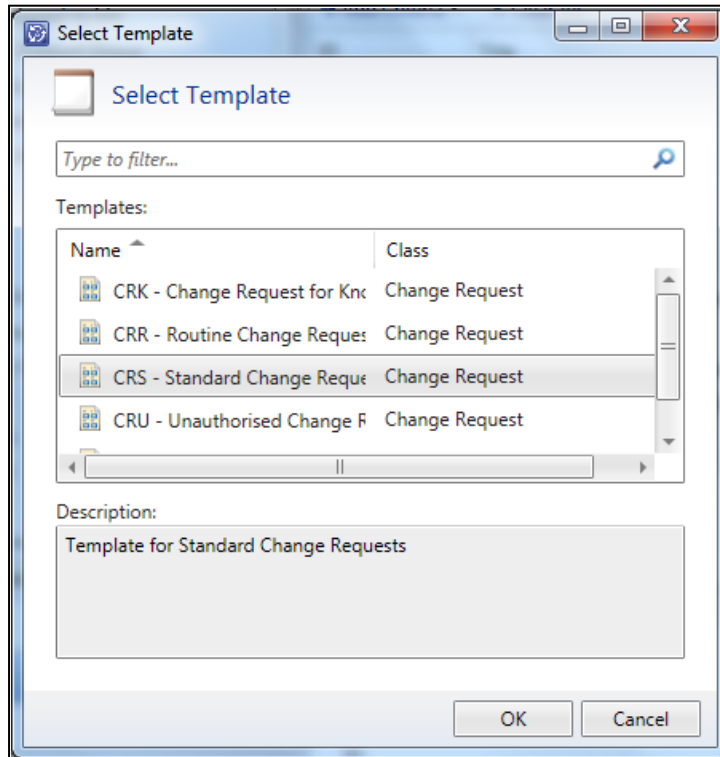 Select Template
Select Template
Type to filter...
Templates:
Name Class
CRK - Change Request for Kno Change Request
CRR - Routine Change Reques Change Request
CRS - Standard Change Reque Change Request
CRU - Unauthorised Change R Change Request
Description:
Template for Standard Change Requests
OK Cancel